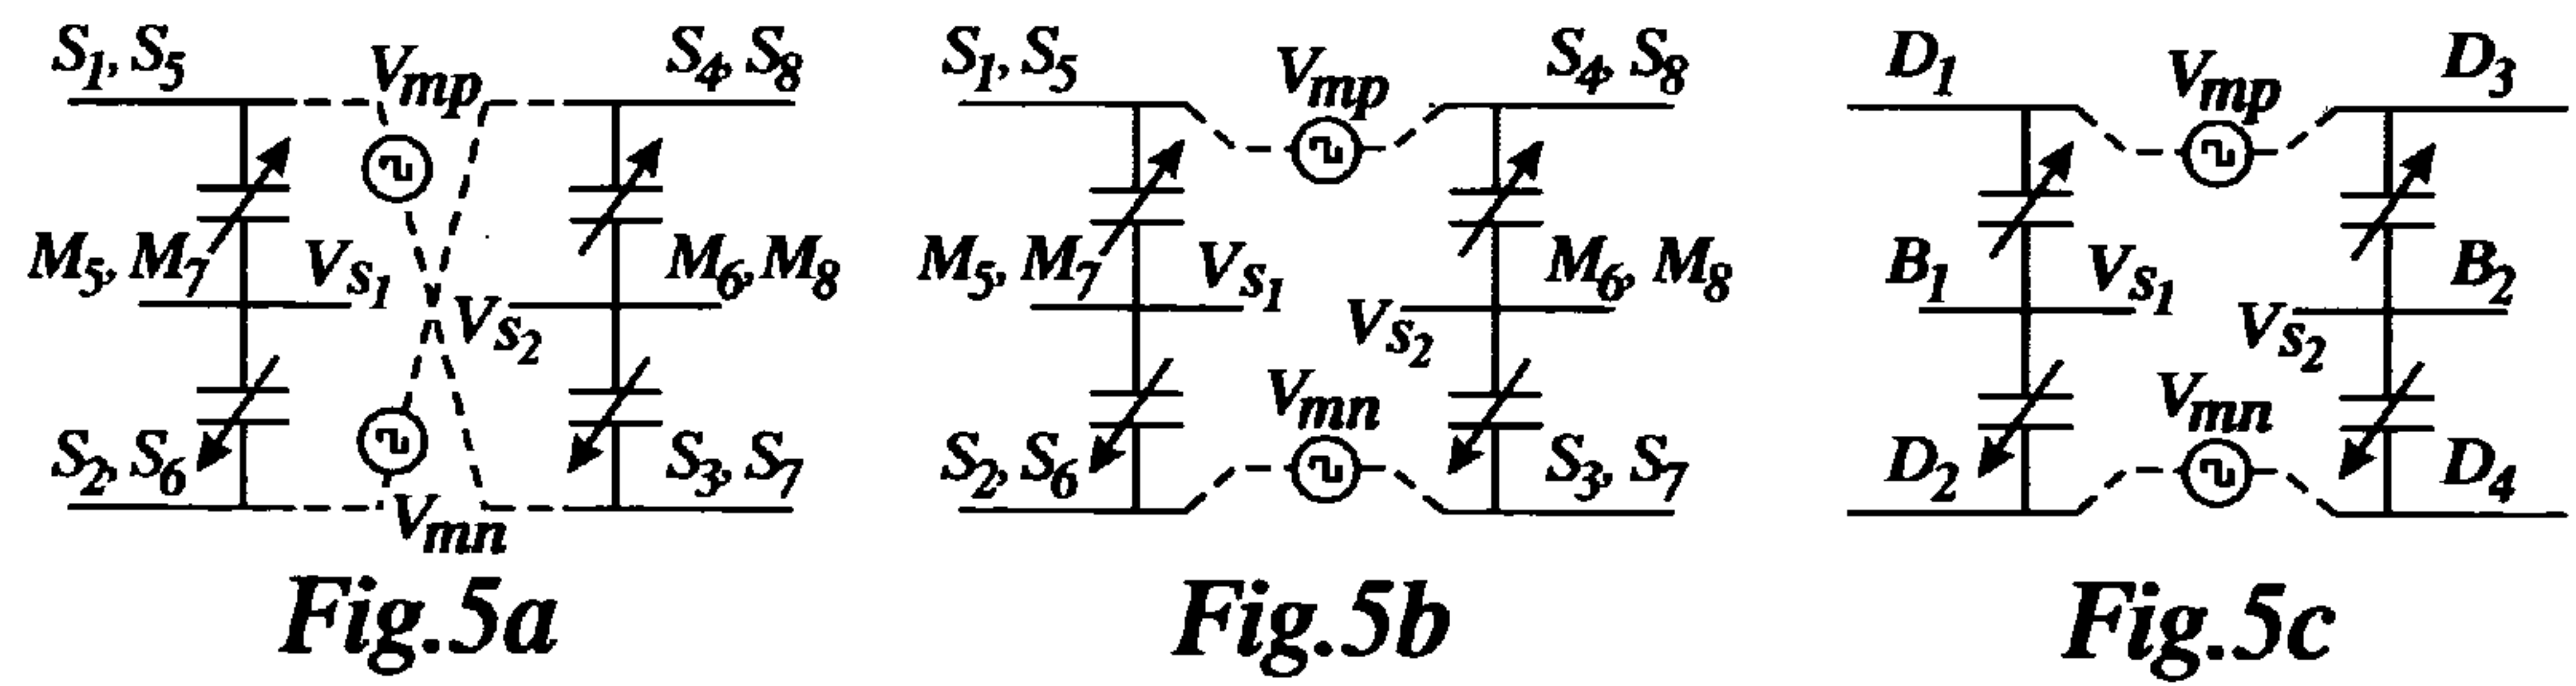 S1, S5 Vmp S4, S8
M5, M7 VS1 VS2 M6, M8
S2, S6 Vmn S3, S7
Fig.5a
S1, S5 Vmp S4, S8
M5, M7 VS1 VS2 M6, M8
S2, S6 Vmn S3, S7
Fig.5b
D1 Vmp D3
B1 VS1 VS2 B2
D2 Vmn D4
Fig.5c